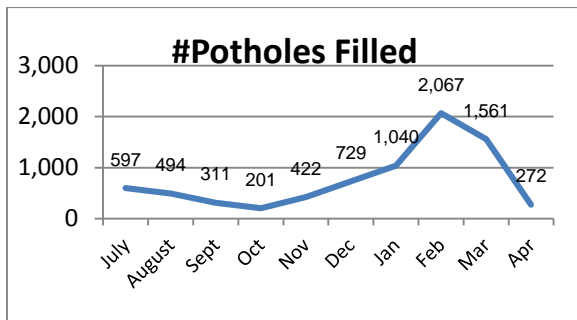 #Potholes Filled
3,000
2,000
1,000
0
597
494
311
201
422
729
1,040
2,067
1,561
272
July
August
Sept
Oct
Nov
Dec
Jan
Feb
Mar
Apr